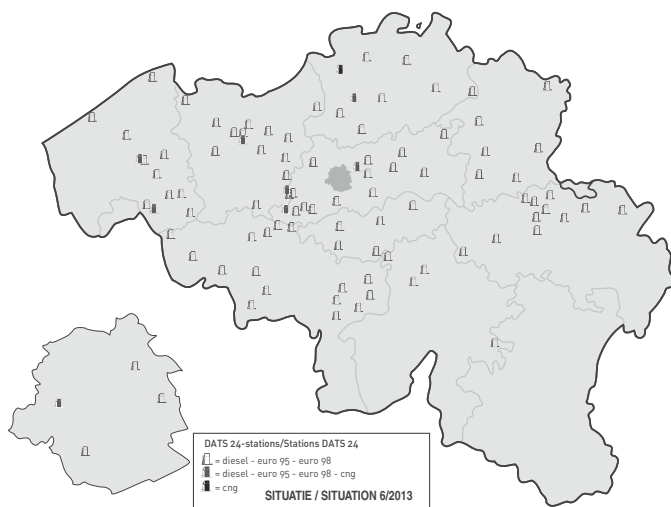 DATS 24-stations/Stations DATS 24
= diesel - euro 95 - euro 98
= diesel - euro 95 - euro 98 - cng
= cng
SITUATIE / SITUATION 6/2013